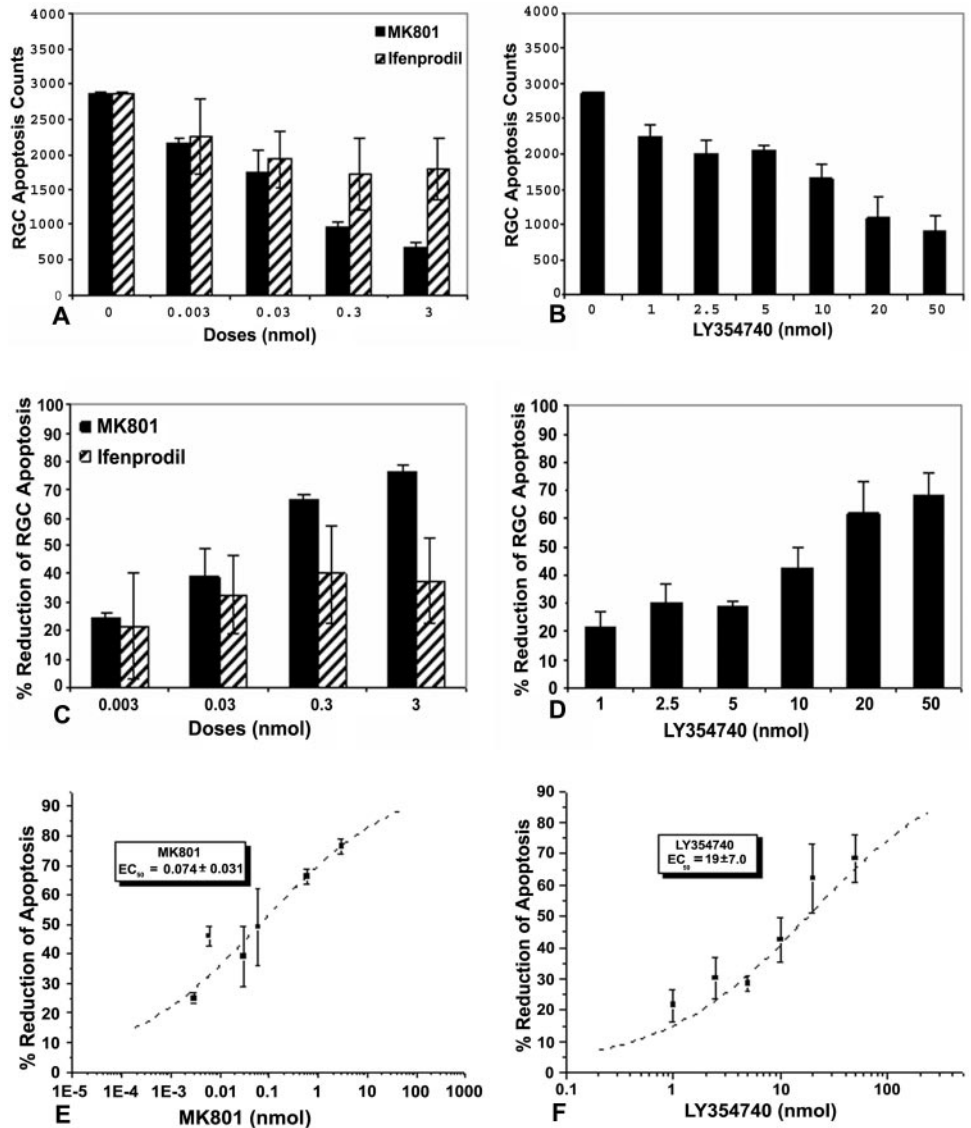 4000
3500
3000
2500
2000
1500
1000
500
0
RGC Apoptosis Counts
MK801
Ifenprodil
0 0.003 0.03 0.3 3
Doses (nmol)
A
4000
3500
3000
2500
2000
1500
1000
500
0
RGC Apoptosis Counts
0 1 2.5 5 10 20 50
LY354740 (nmol)
B
100
90
80
70
60
50
40
30
20
10
0
% Reduction of RGC Apoptosis
MK801
Ifenprodil
0.003 0.03 0.3 3
Doses (nmol)
C
100
90
80
70
60
50
40
30
20
10
0
% Reduction of RGC Apoptosis
1 2.5 5 10 20 50
LY354740 (nmol)
D
90
80
70
60
50
40
30
20
10
0
% Reduction of Apoptosis
MK801
EC50 = 0.074±0.031
1E-5 1E-4 1E-3 0.01 0.1 1 10 100 1000
MK801 (nmol)
E
90
80
70
60
50
40
30
20
10
0
% Reduction of Apoptosis
LY354740
EC50 = 19±7.0
0.1 1 10 100
LY354740 (nmol)
F